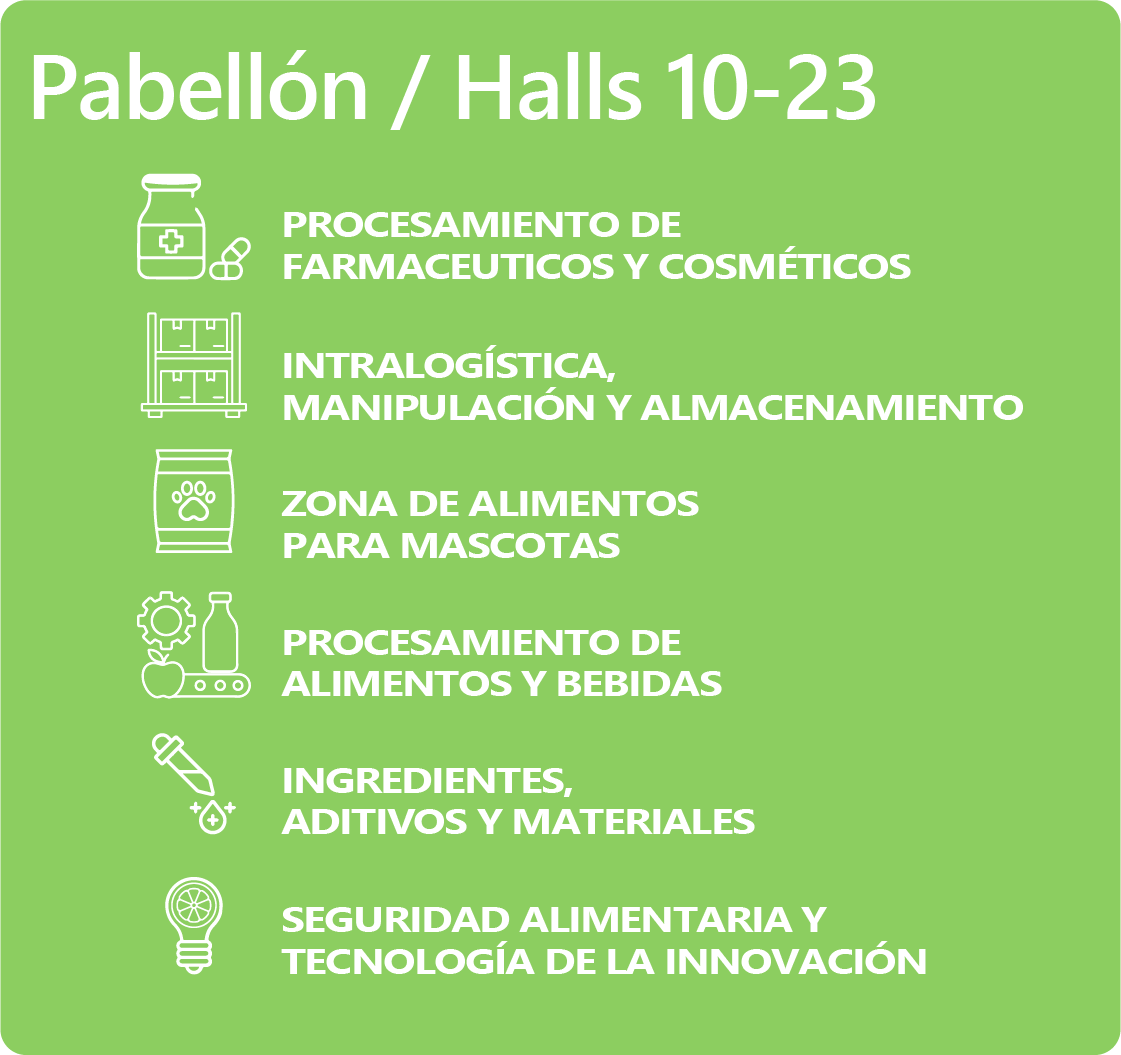 Pabellón / Halls 10-23
PROCESAMIENTO DE
FARMACEUTICOS Y COSMÉTICOS
INTRALOGÍSTICA,
MANIPULACIÓN Y ALMACENAMIENTO
ZONA DE ALIMENTOS
PARA MASCOTAS
PROCESAMIENTO DE
ALIMENTOS Y BEBIDAS
INGREDIENTES,
ADITIVOS Y MATERIALES
SEGURIDAD ALIMENTARIA Y
TECNOLOGÍA DE LA INNOVACIÓN